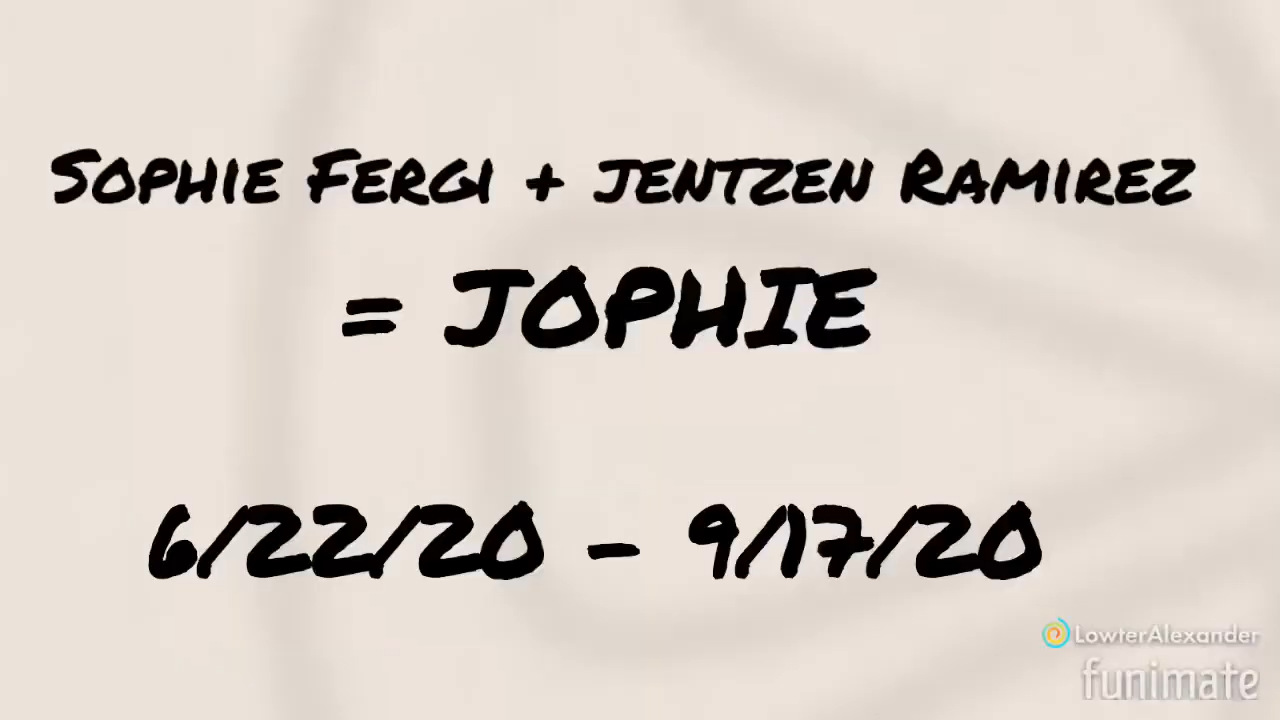 Sophie Fergi + Jentzen Ramirez
= JOPHIE
6/22/20 - 9/17/20
LowterAlexander
funimate